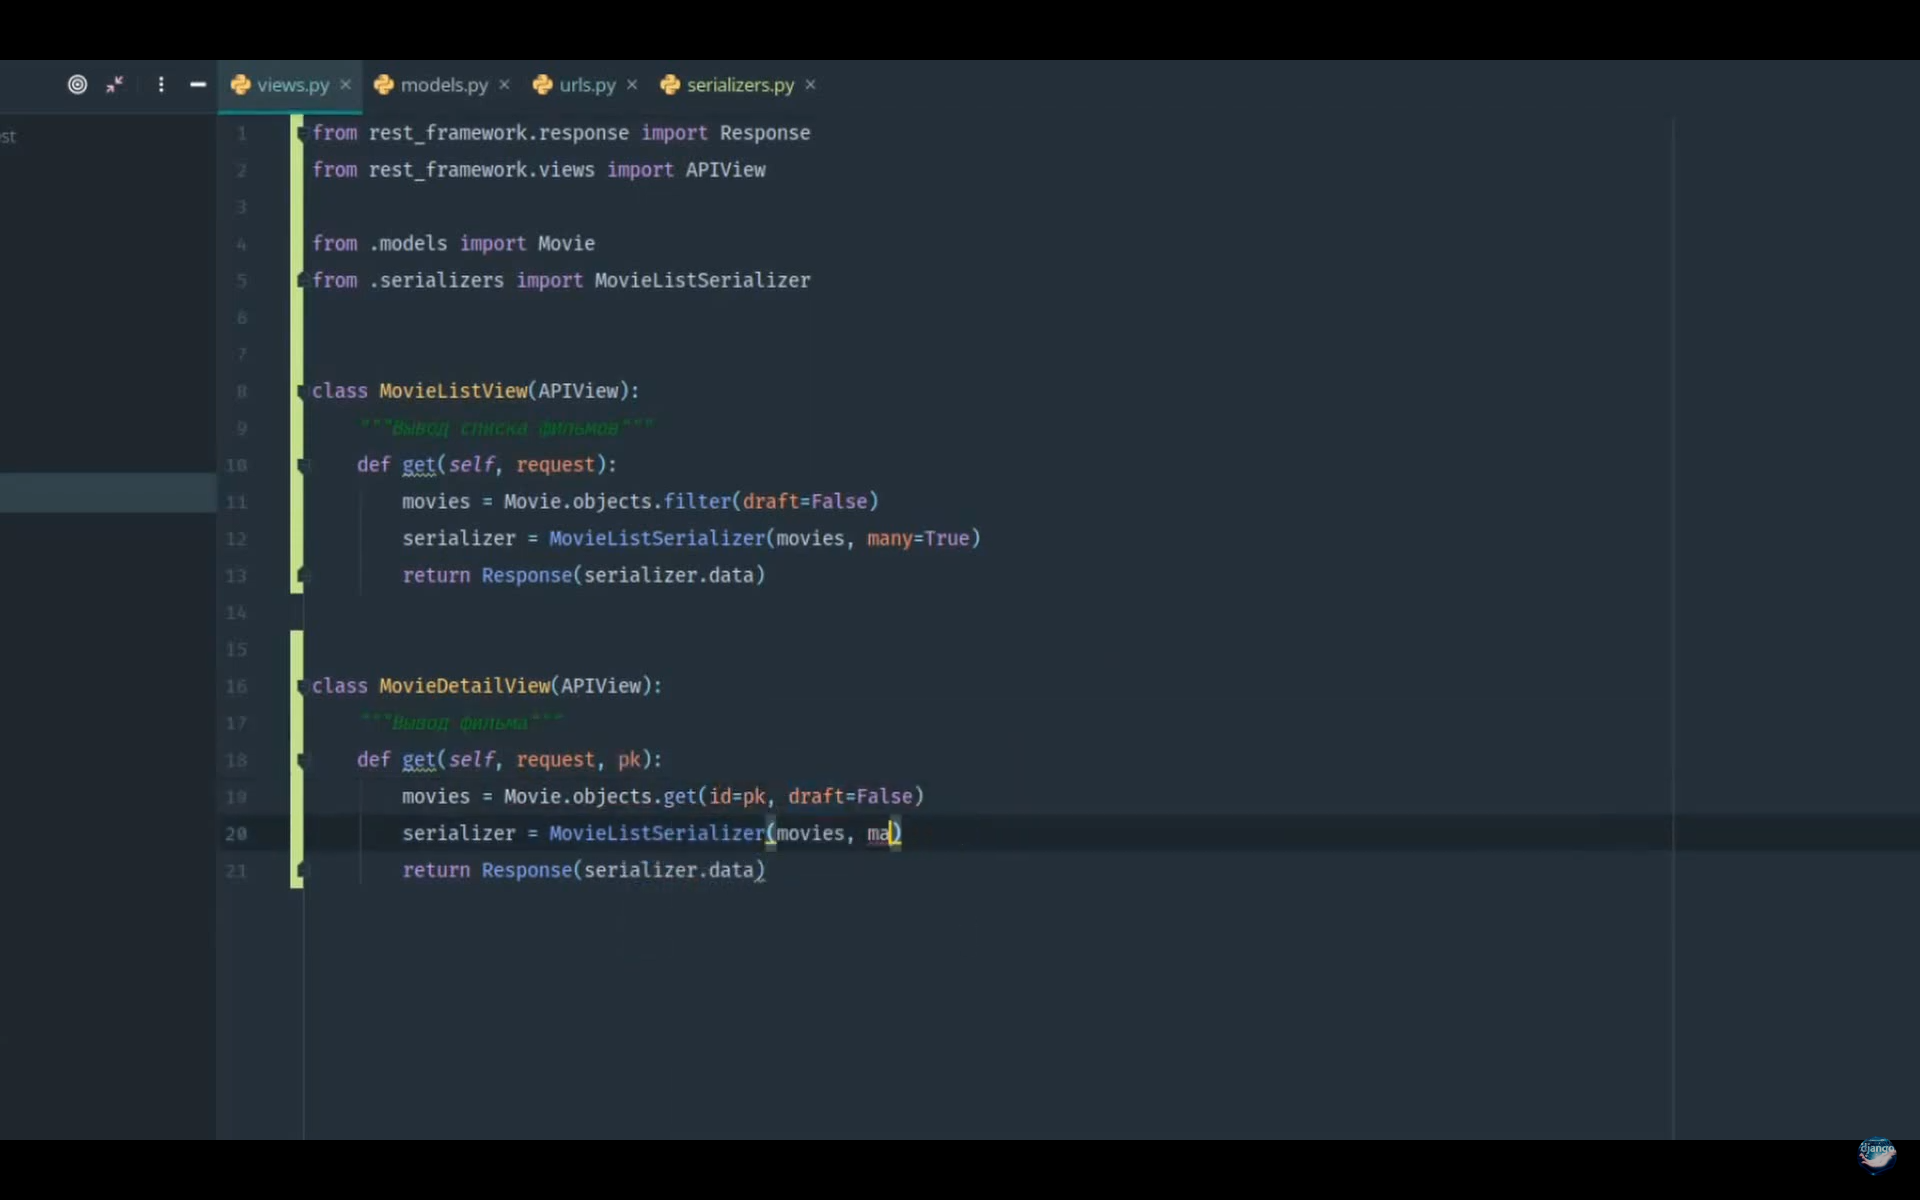 views.py × models.py × urls.py × serializers.py ×
st
1 from rest_framework.response import Response
2 from rest_framework.views import APIView
3
4 from .models import Movie
5 from .serializers import MovieListSerializer
6
7
8 class MovieListView(APIView):
9 """Вывод списка фильмов"""
10 def get(self, request):
11 movies = Movie.objects.filter(draft=False)
12 serializer = MovieListSerializer(movies, many=True)
13 return Response(serializer.data)
14
15
16 class MovieDetailView(APIView):
17 """Вывод фильма"""
18 def get(self, request, pk):
19 movies = Movie.objects.get(id=pk, draft=False)
20 serializer = MovieListSerializer(movies, ma)
21 return Response(serializer.data)
django